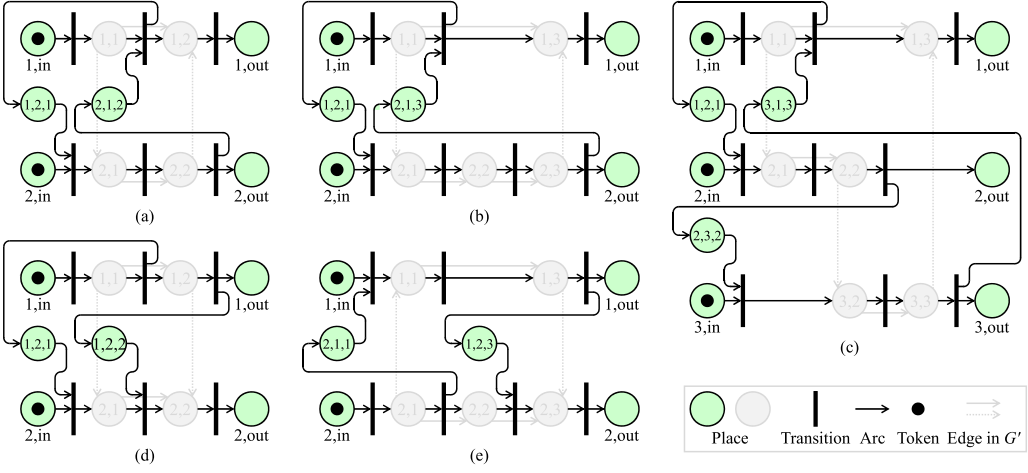 1,1
1,2
1,in
1,out
1,2,1
2,1,2
2,1
2,2
2,in
2,out
(a)
1,1
1,3
1,in
1,out
1,2,1
2,1,3
2,1
2,2
2,3
2,in
2,out
(b)
1,1
1,3
1,in
1,out
1,2,1
3,1,3
2,1
2,2
2,in
2,out
2,3,2
3,2
3,3
3,in
3,out
(c)
1,1
1,2
1,in
1,out
1,2,1
1,2,2
2,1
2,2
2,in
2,out
(d)
1,1
1,3
1,in
1,out
2,1,1
1,2,3
2,1
2,2
2,3
2,in
2,out
(e)
Place
Transition
Arc
Token
Edge in G'